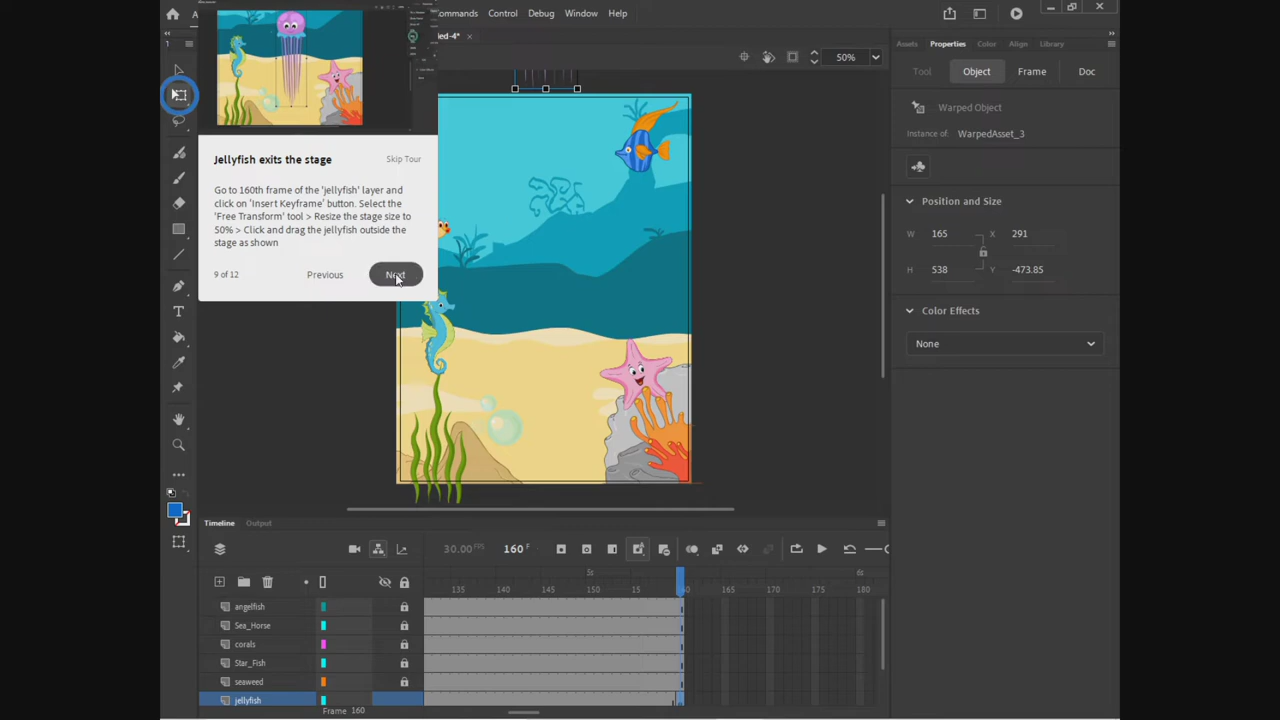 Commands Control Debug Window Help
ed-4* ×
50%
Assets Properties Color Align Library
Tool Object Frame Doc
Warped Object
Instance of: WarpedAsset_3
Position and Size
W 165 X 291
H 538 Y -473.85
Color Effects
None
Jellyfish exits the stage Skip Tour
Go to 160th frame of the 'jellyfish' layer and
click on 'Insert Keyframe' button. Select the
'Free Transform' tool > Resize the stage size to
50% > Click and drag the jellyfish outside the
stage as shown
9 of 12 Previous Next
Timeline Output
30.00 FPS 160 F
5s 6s
135 140 145 150 15 60 165 170 175 180
angelfish
Sea_Horse
corals
Star_Fish
seaweed
jellyfish
Frame 160